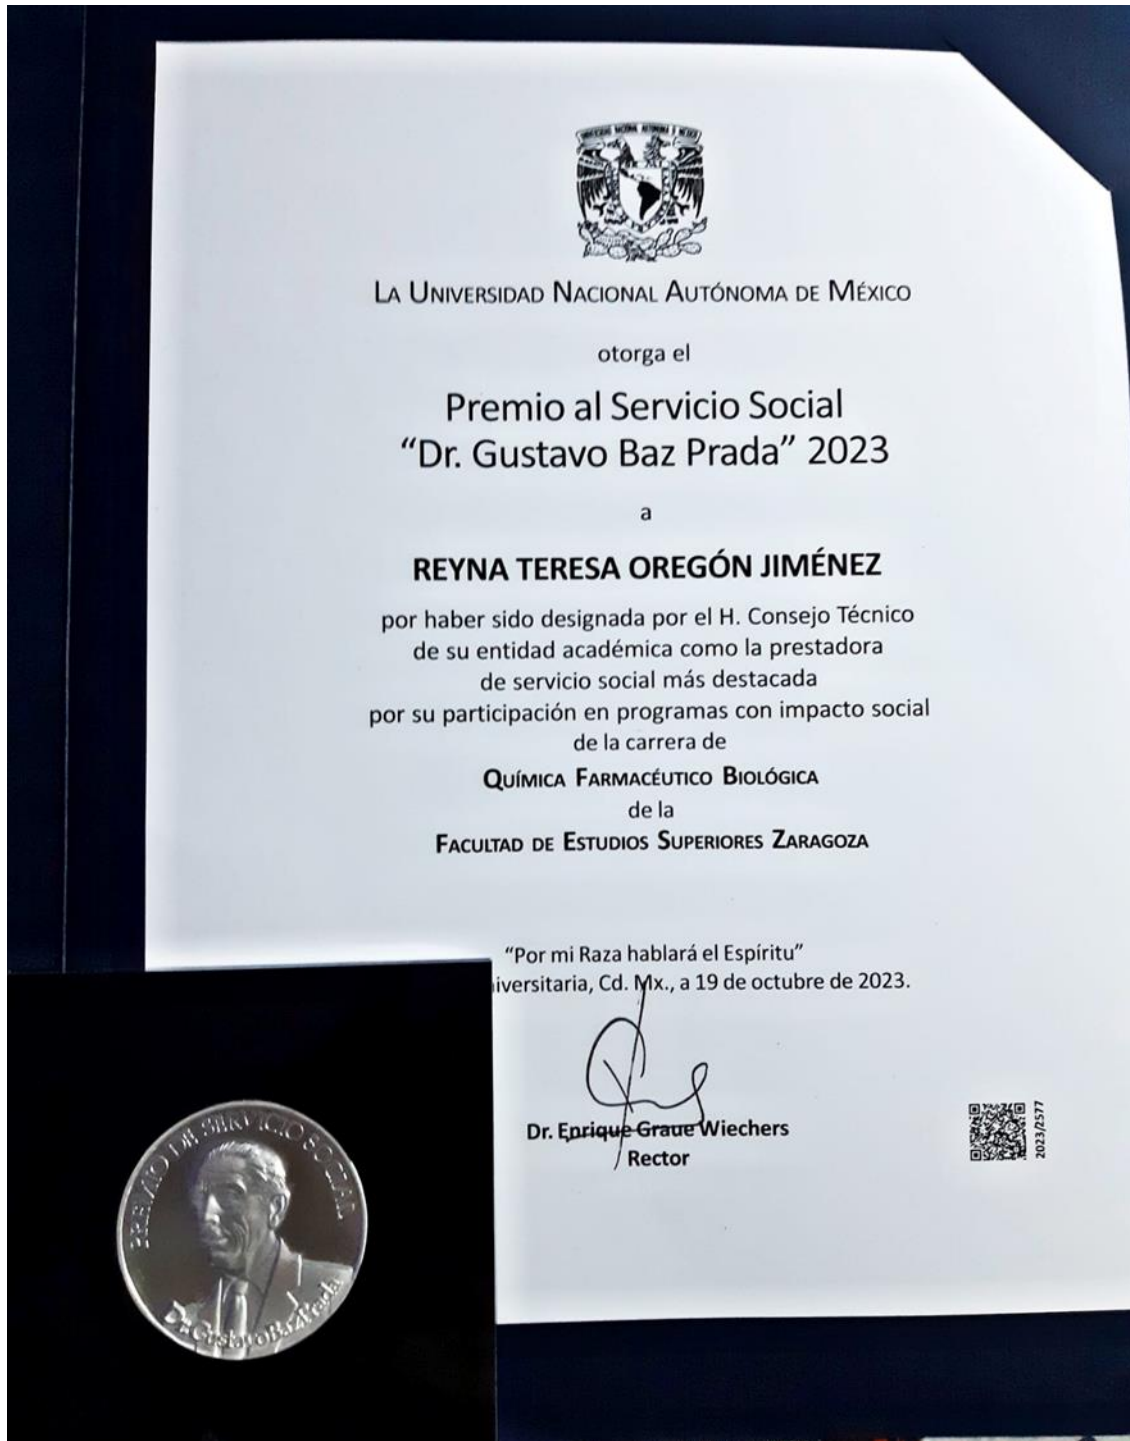 UNIVERSIDAD NACIONAL AUTONOMA D MEXICO
LA UNIVERSIDAD NACIONAL AUTÓNOMA DE MÉXICO
otorga el
Premio al Servicio Social
“Dr. Gustavo Baz Prada” 2023
a
REYNA TERESA OREGÓN JIMÉNEZ
por haber sido designada por el H. Consejo Técnico
de su entidad académica como la prestadora
de servicio social más destacada
por su participación en programas con impacto social
de la carrera de
QUÍMICA FARMACÉUTICO BIOLÓGICA
de la
FACULTAD DE ESTUDIOS SUPERIORES ZARAGOZA
“Por mi Raza hablará el Espíritu”
iversitaria, Cd. Mx., a 19 de octubre de 2023.
Dr. Enrique Graue Wiechers
Rector
2023/2577
PREMIO DE SERVICIO SOCIAL
Dr. Gustavo Baz Prada